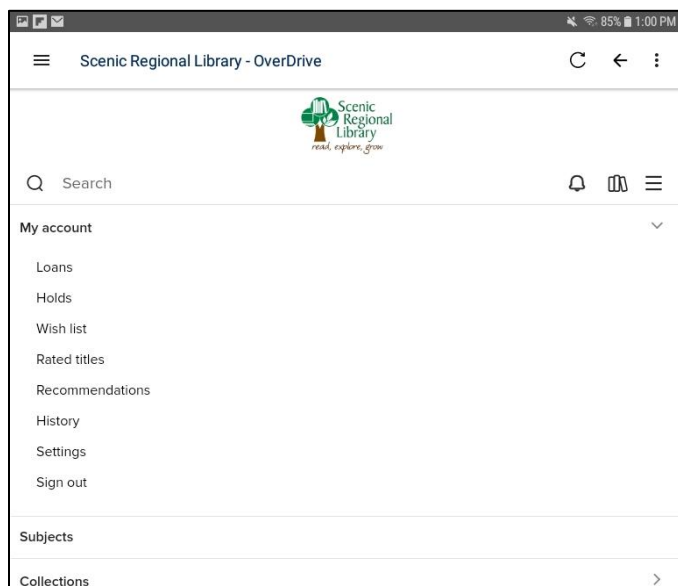 85% 1:00 PM
Scenic Regional Library - OverDrive
Scenic
Regional
Library
read, explore, grow
Search
My account
Loans
Holds
Wish list
Rated titles
Recommendations
History
Settings
Sign out
Subjects
Collections